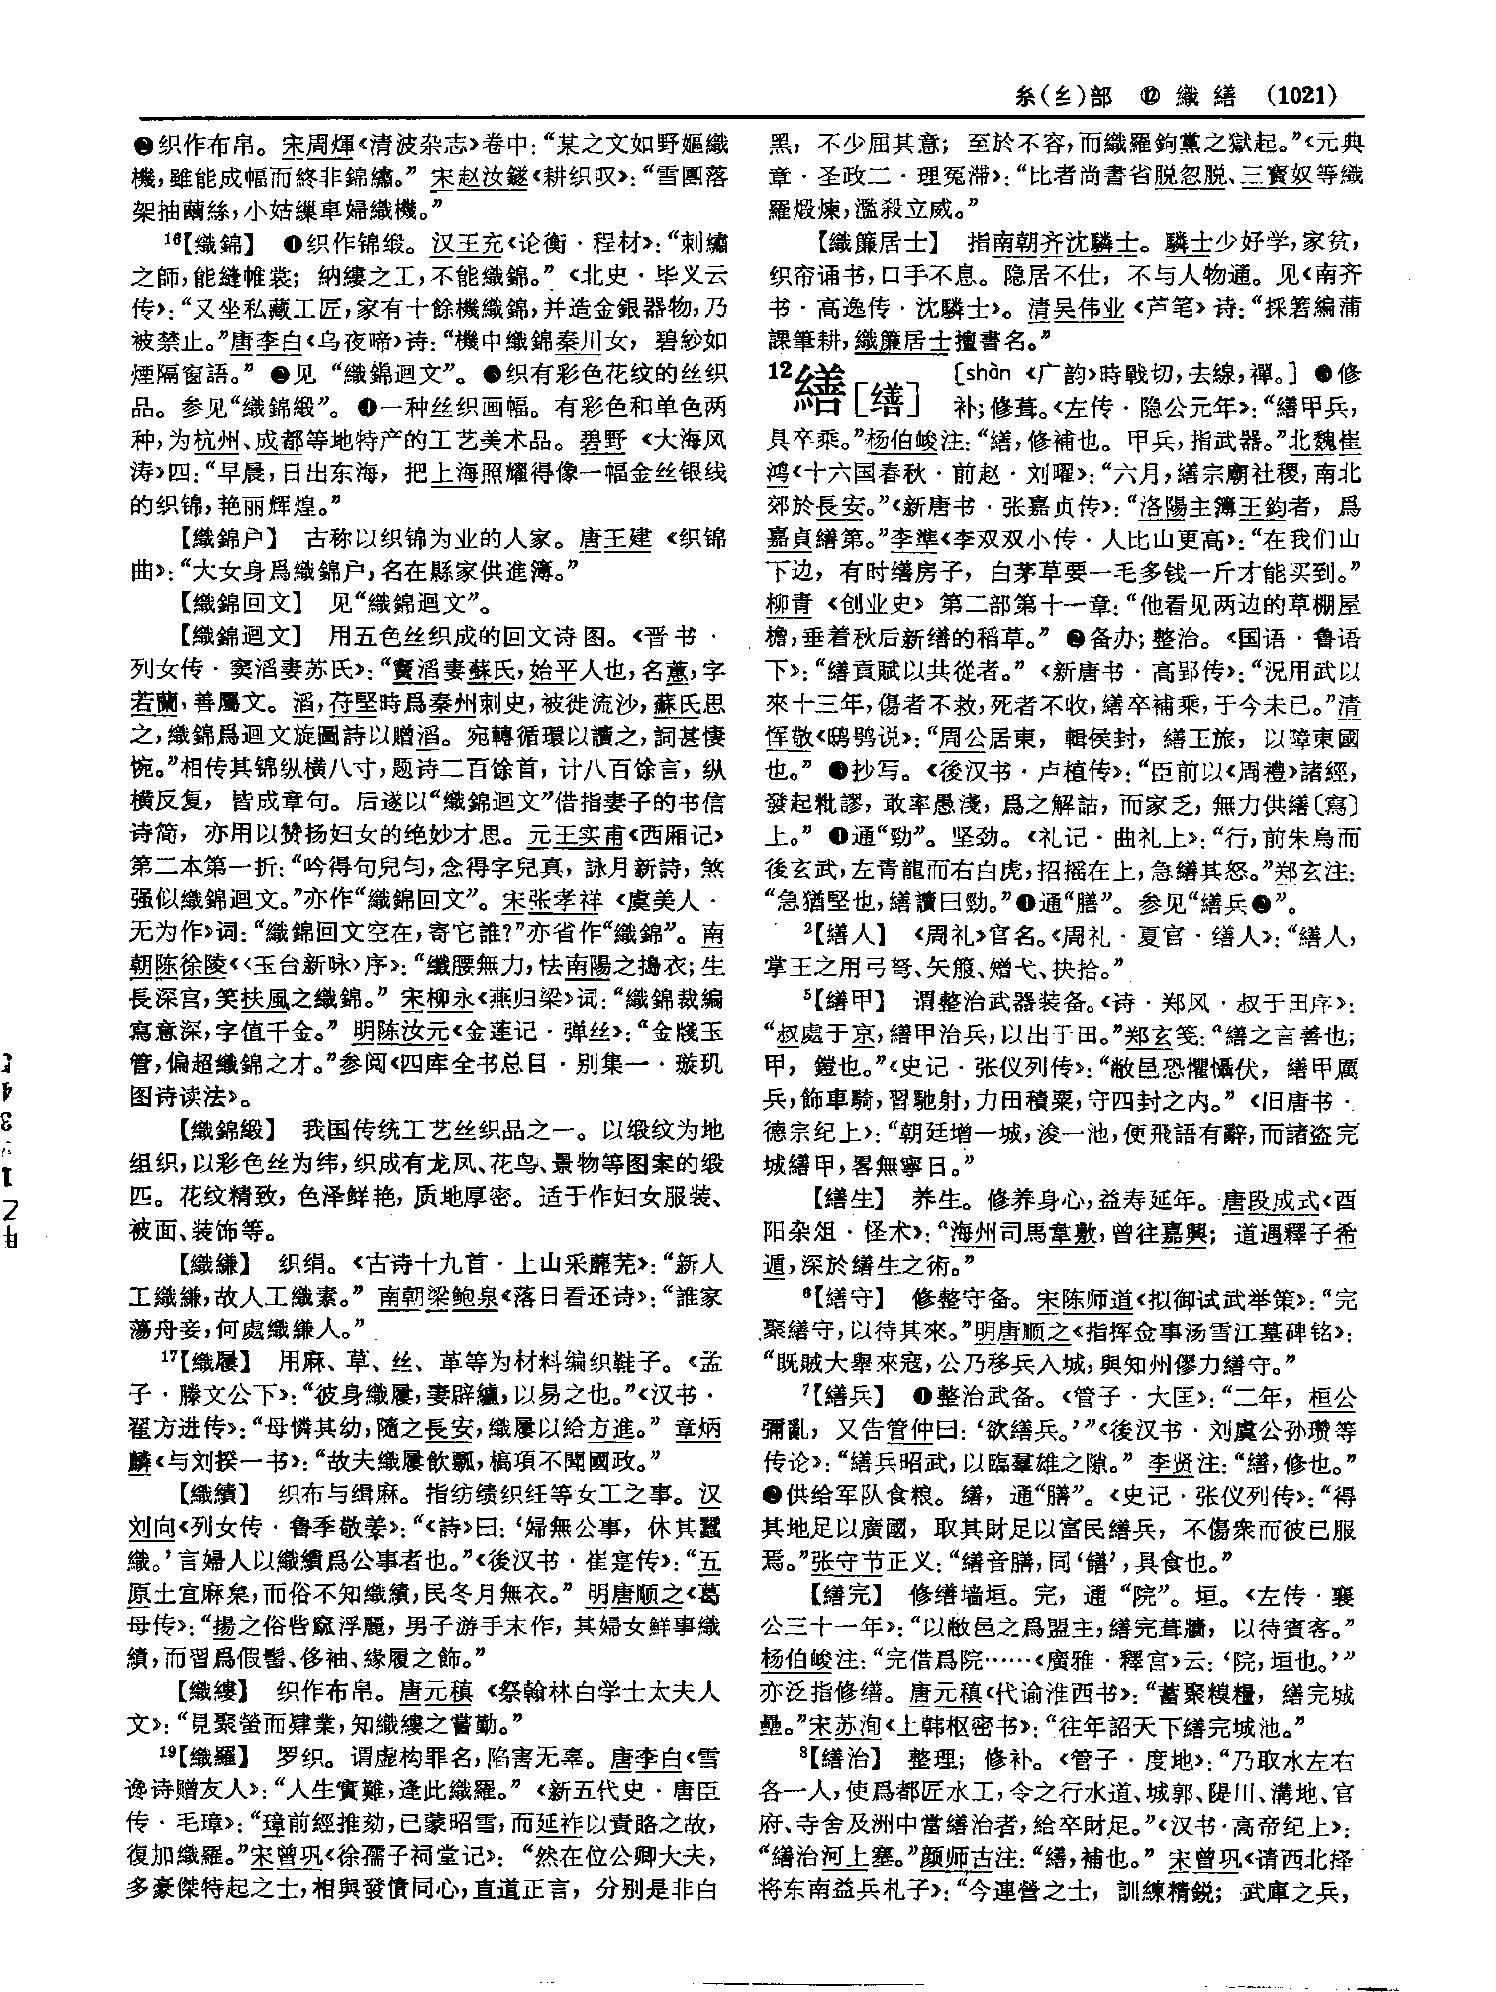 糸(纟)部 ⑫ 織 繕 (1021)
❷织作布帛。宋周煇《清波杂志》卷中：“某之文如野嫗織
機，雖能成幅而終非錦繡。” 宋赵汝鐩《耕织叹》：“雪團落
架抽繭絲，小姑繅車婦織機。”
16【織錦】 ❶织作锦缎。汉王充《论衡·程材》：“刺繡
之師，能縫帷裳；納縷之工，不能織錦。”《北史·毕义云
传》：“又坐私藏工匠，家有十餘機織錦，并造金銀器物，乃
被禁止。”唐李白《乌夜啼》诗：“機中織錦秦川女，碧紗如
煙隔窗語。” ❷见“織錦迴文”。❸织有彩色花纹的丝织
品。参见“織錦緞”。❹一种丝织画幅。有彩色和单色两
种，为杭州、成都等地特产的工艺美术品。碧野《大海风
涛》四：“早晨，日出东海，把上海照耀得像一幅金丝银线
的织锦，艳丽辉煌。”
【織錦户】 古称以织锦为业的人家。唐王建《织锦
曲》：“大女身爲織錦户，名在縣家供進簿。”
【織錦回文】 见“織錦迴文”。
【織錦迴文】 用五色丝织成的回文诗图。《晋书·
列女传·窦滔妻苏氏》：“竇滔妻蘇氏，始平人也，名蕙，字
若蘭，善屬文。滔，苻堅時爲秦州刺史，被徙流沙，蘇氏思
之，織錦爲迴文旋圖詩以贈滔。宛轉循環以讀之，詞甚悽
惋。”相传其锦纵横八寸，题诗二百馀首，计八百馀言，纵
横反复，皆成章句。后遂以“織錦迴文”借指妻子的书信
诗简，亦用以赞扬妇女的绝妙才思。元王实甫《西厢记》
第二本第一折：“吟得句兒匀，念得字兒真，詠月新詩，煞
强似織錦迴文。”亦作“織錦回文”。宋张孝祥《虞美人·
无为作》词：“織錦回文空在，寄它誰？”亦省作“織錦”。南
朝陈徐陵《〈玉台新咏〉序》：“纖腰無力，怯南陽之搗衣；生
長深宫，笑扶風之織錦。” 宋柳永《燕归梁》词：“織錦裁編
寫意深，字值千金。” 明陈汝元《金莲记·弹丝》：“金牋玉
管，偏超織錦之才。”参阅《四库全书总目·别集一·璇玑
图诗读法》。
【織錦緞】 我国传统工艺丝织品之一。以缎纹为地
组织，以彩色丝为纬，织成有龙凤、花鸟、景物等图案的缎
匹。花纹精致，色泽鲜艳，质地厚密。适于作妇女服装、
被面、装饰等。
【織縑】 织绢。《古诗十九首·上山采蘼芜》：“新人
工織縑，故人工織素。” 南朝梁鲍泉《落日看还诗》：“誰家
蕩舟妾，何處織縑人。”
17【織屨】 用麻、草、丝、革等为材料编织鞋子。《孟
子·滕文公下》：“彼身織屨，妻辟纑，以易之也。”《汉书·
翟方进传》：“母憐其幼，隨之長安，織屨以給方進。” 章炳
麟《与刘揆一书》：“故夫織屨飲瓢，槁項不聞國政。”
【織績】 织布与缉麻。指纺绩织纴等女工之事。汉
刘向《列女传·鲁季敬姜》：“《詩》曰：‘婦無公事，休其蠶
織。’言婦人以織績爲公事者也。”《後汉书·崔寔传》：“五
原土宜麻枲，而俗不知織績，民冬月無衣。” 明唐顺之《葛
母传》：“揚之俗皆窳浮麗，男子游手末作，其婦女鮮事織
績，而習爲假髻、侈袖、緣履之飾。”
【織縷】 织作布帛。唐元稹《祭翰林白学士太夫人
文》：“見聚螢而肄業，知織縷之嘗勤。”
19【織羅】 罗织。谓虚构罪名，陷害无辜。唐李白《雪
谗诗赠友人》：“人生實難，逢此織羅。”《新五代史·唐臣
传·毛璋》：“璋前經推劾，已蒙昭雪，而延祚以責賂之故，
復加織羅。”宋曾巩《徐孺子祠堂记》：“然在位公卿大夫，
多豪傑特起之士，相與發憤同心，直道正言，分别是非白
黑，不少屈其意；至於不容，而織羅鉤黨之獄起。”《元典
章·圣政二·理冤滞》：“比者尚書省脱忽脱、三寶奴等織
羅煅煉，濫殺立威。”
【織簾居士】 指南朝齐沈驎士。驎士少好学，家贫，
织帘诵书，口手不息。隐居不仕，不与人物通。见《南齐
书·高逸传·沈驎士》。清吴伟业《芦笔》诗：“採箬編蒲
課筆耕，織簾居士擅書名。”
12 繕［缮］ ［shàn《广韵》時戰切，去線，禪。］❶修
补；修葺。《左传·隐公元年》：“繕甲兵，
具卒乘。”杨伯峻注：“繕，修補也。甲兵，指武器。”北魏崔
鸿《十六国春秋·前赵·刘曜》：“六月，繕宗廟社稷，南北
郊於長安。”《新唐书·张嘉贞传》：“洛陽主簿王鈞者，爲
嘉貞繕第。”李準《李双双小传·人比山更高》：“在我们山
下边，有时缮房子，白茅草要一毛多钱一斤才能买到。”
柳青《创业史》第二部第十一章：“他看见两边的草棚屋
檐，垂着秋后新缮的稻草。” ❷备办；整治。《国语·鲁语
下》：“繕貢賦以共從者。”《新唐书·高郢传》：“況用武以
來十三年，傷者不救，死者不收，繕卒補乘，于今未已。”清
恽敬《鸱鸮说》：“周公居東，輯侯封，繕王旅，以障東國
也。” ❸抄写。《後汉书·卢植传》：“臣前以《周禮》諸經，
發起粃謬，敢率愚淺，爲之解詁，而家乏，無力供繕〔寫〕
上。” ❹通“勁”。坚劲。《礼记·曲礼上》：“行，前朱鳥而
後玄武，左青龍而右白虎，招摇在上，急繕其怒。”郑玄注：
“急猶堅也，繕讀曰勁。”❺通“膳”。参见“繕兵❷”。
2【繕人】 《周礼》官名。《周礼·夏官·缮人》：“繕人，
掌王之用弓弩、矢箙、矰弋、抉拾。”
5【繕甲】 谓整治武器装备。《诗·郑风·叔于田序》：
“叔處于京，繕甲治兵，以出于田。”郑玄笺：“繕之言善也；
甲，鎧也。”《史记·张仪列传》：“敝邑恐懼懾伏，繕甲厲
兵，飾車騎，習馳射，力田積粟，守四封之内。”《旧唐书·
德宗纪上》：“朝廷增一城，浚一池，便飛語有辭，而諸盗完
城繕甲，畧無寧日。”
【繕生】 养生。修养身心，益寿延年。唐段成式《酉
阳杂俎·怪术》：“海州司馬韋敷，曾往嘉興；道遇釋子希
遁，深於繕生之術。”
6【繕守】 修整守备。宋陈师道《拟御试武举策》：“完
聚繕守，以待其來。”明唐顺之《指挥佥事汤雪江墓碑铭》：
“既賊大舉來寇，公乃移兵入城，與知州僇力繕守。”
7【繕兵】 ❶整治武备。《管子·大匡》：“二年，桓公
彌亂，又告管仲曰：‘欲繕兵。’”《後汉书·刘虞公孙瓒等
传论》：“繕兵昭武，以臨羣雄之隙。” 李贤注：“繕，修也。”
❷供给军队食粮。繕，通“膳”。《史记·张仪列传》：“得
其地足以廣國，取其財足以富民繕兵，不傷衆而彼已服
焉。”张守节正义：“繕音膳，同‘饍’，具食也。”
【繕完】 修缮墙垣。完，通“院”。垣。《左传·襄
公三十一年》：“以敝邑之爲盟主，繕完葺牆，以待賓客。”
杨伯峻注：“完借爲院……《廣雅·釋宫》云：‘院，垣也。’”
亦泛指修缮。唐元稹《代谕淮西书》：“蓄聚糗糧，繕完城
壘。”宋苏洵《上韩枢密书》：“往年詔天下繕完城池。”
8【繕治】 整理；修补。《管子·度地》：“乃取水左右
各一人，使爲都匠水工，令之行水道、城郭、隄川、溝地、官
府、寺舍及洲中當繕治者，給卒財足。”《汉书·高帝纪上》：
“繕治河上塞。”颜师古注：“繕，補也。” 宋曾巩《请西北择
将东南益兵札子》：“今連營之士，訓練精鋭；武庫之兵，